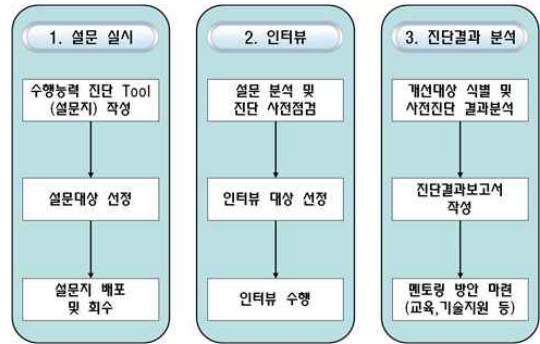 1. 설문 실시
수행능력 진단 Tool
(설문지) 작성
설문대상 선정
설문지 배포
및 회수
2. 인터뷰
설문 분석 및
진단 사전점검
인터뷰 대상 선정
인터뷰 수행
3. 진단결과 분석
개선대상 식별 및
사전진단 결과분석
진단결과보고서
작성
멘토링 방안 마련
(교육,기술지원 등)